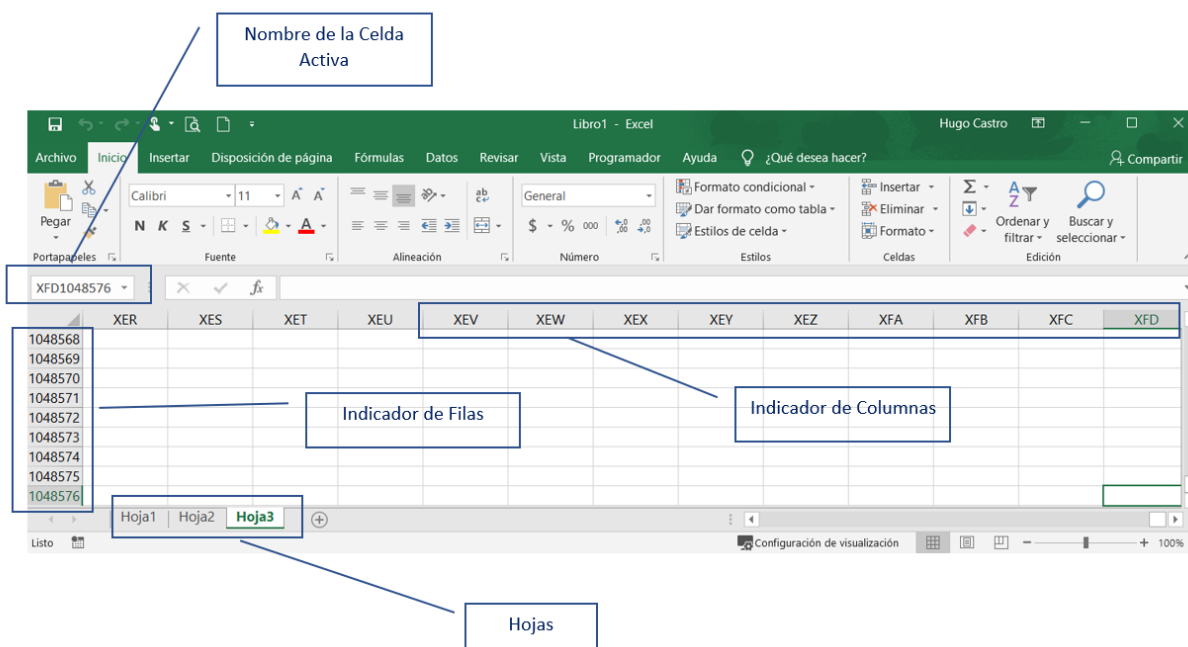 Nombre de la Celda
Activa
Libro1 - Excel
Hugo Castro
Archivo Inicio Insertar Disposición de página Fórmulas Datos Revisar Vista Programador Ayuda ¿Qué desea hacer? Compartir
Pegar
Portapapeles
Calibri 11
N K S
Fuente
ab
Alineación
General
$ % 000
Número
Formato condicional
Dar formato como tabla
Estilos de celda
Estilos
Insertar
Eliminar
Formato
Celdas
Ordenar y
filtrar
Buscar y
seleccionar
Edición
XFD1048576 fx
XER XES XET XEU XEV XEW XEX XEY XEZ XFA XFB XFC XFD
1048568
1048569
1048570
1048571
1048572
1048573
1048574
1048575
1048576
Indicador de Filas
Indicador de Columnas
Hoja1 Hoja2 Hoja3
Listo Configuración de visualización 100%
Hojas